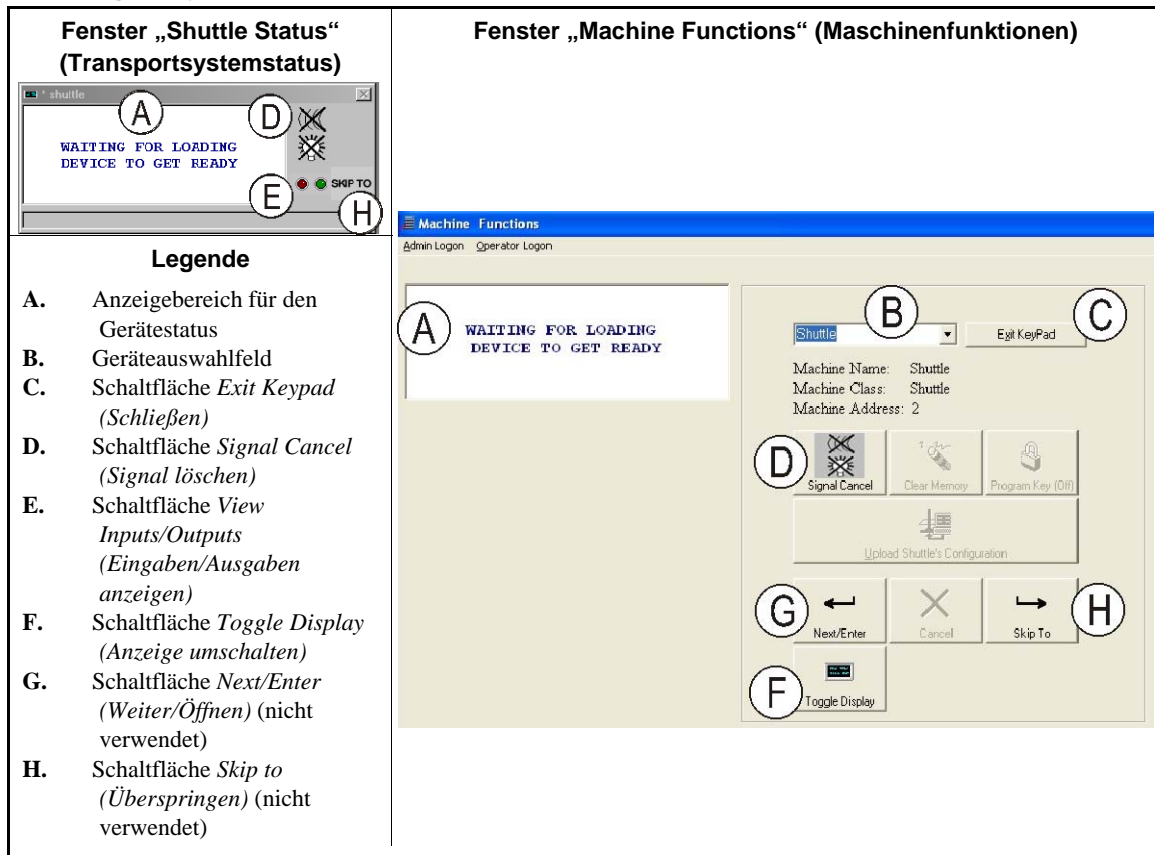 Fenster „Shuttle Status“
(Transportsystemstatus)
* shuttle
A
D
WAITING FOR LOADING
DEVICE TO GET READY
E
SKIP TO
H
Legende
A. Anzeigebereich für den
Gerätestatus
B. Geräteauswahlfeld
C. Schaltfläche Exit Keypad
(Schließen)
D. Schaltfläche Signal Cancel
(Signal löschen)
E. Schaltfläche View
Inputs/Outputs
(Eingaben/Ausgaben
anzeigen)
F. Schaltfläche Toggle Display
(Anzeige umschalten)
G. Schaltfläche Next/Enter
(Weiter/Öffnen) (nicht
verwendet)
H. Schaltfläche Skip to
(Überspringen) (nicht
verwendet)
Fenster „Machine Functions“ (Maschinenfunktionen)
Machine Functions
Admin Logon Operator Logon
A
WAITING FOR LOADING
DEVICE TO GET READY
B
C
Shuttle
Exit KeyPad
Machine Name: Shuttle
Machine Class: Shuttle
Machine Address: 2
D
Signal Cancel
Clear Memory
Program Key (Off)
Upload Shuttle's Configuration
G
Next/Enter
Cancel
Skip To
H
F
Toggle Display